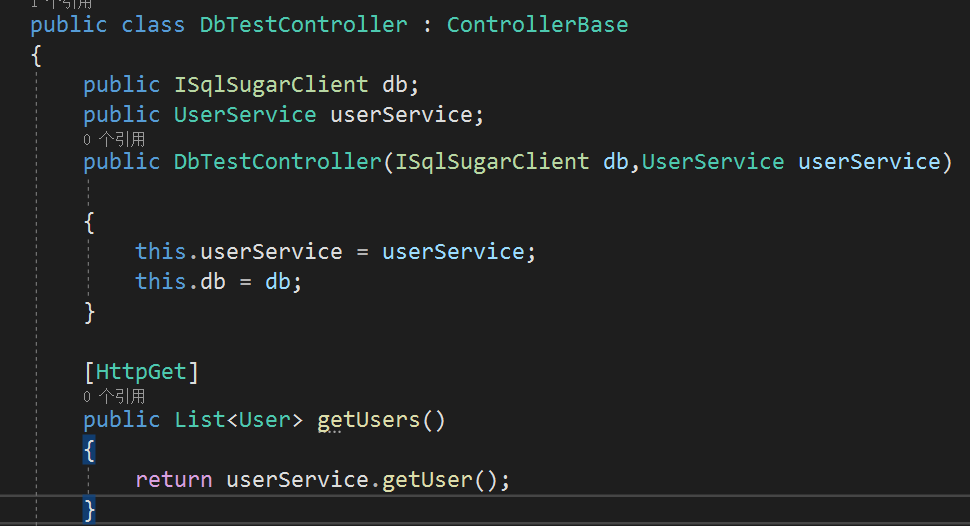 1 个引用
public class DbTestController : ControllerBase
{
public ISqlSugarClient db;
public UserService userService;
0 个引用
public DbTestController(ISqlSugarClient db,UserService userService)
{
this.userService = userService;
this.db = db;
}
[HttpGet]
0 个引用
public List<User> getUsers()
{
return userService.getUser();
}